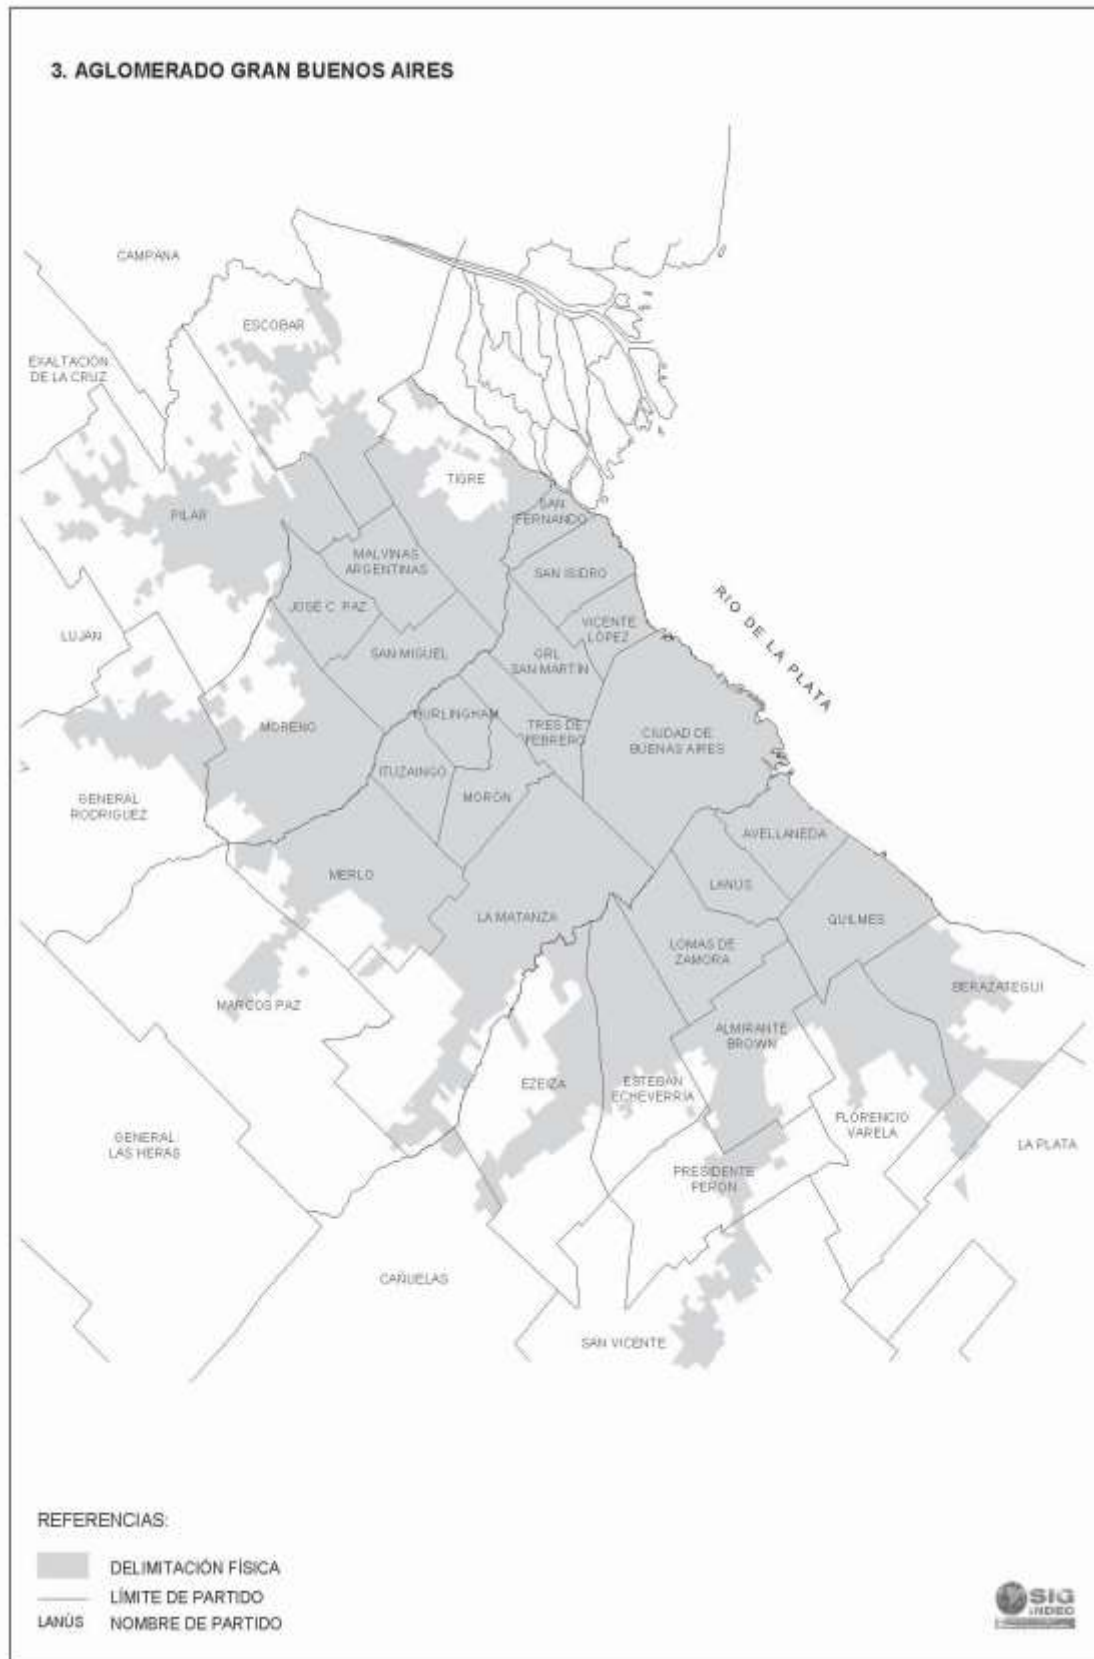 3. AGLOMERADO GRAN BUENOS AIRES
CAMPANA
ESCOBAR
EXALTACIÓN
DE LA CRUZ
TIGRE
PILAR
SAN
FERNANDO
MALVINAS
ARGENTINAS
SAN ISIDRO
JOSÉ C. PAZ
RIO DE LA PLATA
VICENTE
LÓPEZ
LUJAN
SAN MIGUEL
GRL.
SAN MARTÍN
HURLINGHAM
MORENO
TRES DE
FEBRERO
CIUDAD DE
BUENOS AIRES
ITUZAINGO
MORON
GENERAL
RODRIGUEZ
AVELLANEDA
MERLO
LANUS
LA MATANZA
QUILMES
LOMAS DE
ZAMORA
BERAZATEGUI
MARCOS PAZ
ALMIRANTE
BROWN
EZEIZA
ESTEBAN
ECHEVERRÍA
FLORENCIO
VARELA
GENERAL
LAS HERAS
LA PLATA
PRESIDENTE
PERÓN
CAÑUELAS
SAN VICENTE
REFERENCIAS:
DELIMITACIÓN FÍSICA
LÍMITE DE PARTIDO
LANÚS NOMBRE DE PARTIDO
SIG
INDEC